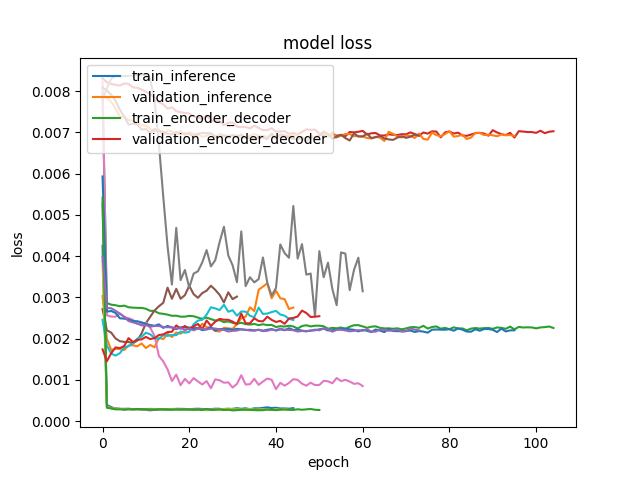 model loss
train_inference
validation_inference
train_encoder_decoder
validation_encoder_decoder
0.008
0.007
0.006
0.005
0.004
0.003
0.002
0.001
0.000
loss
0 20 40 60 80 100
epoch